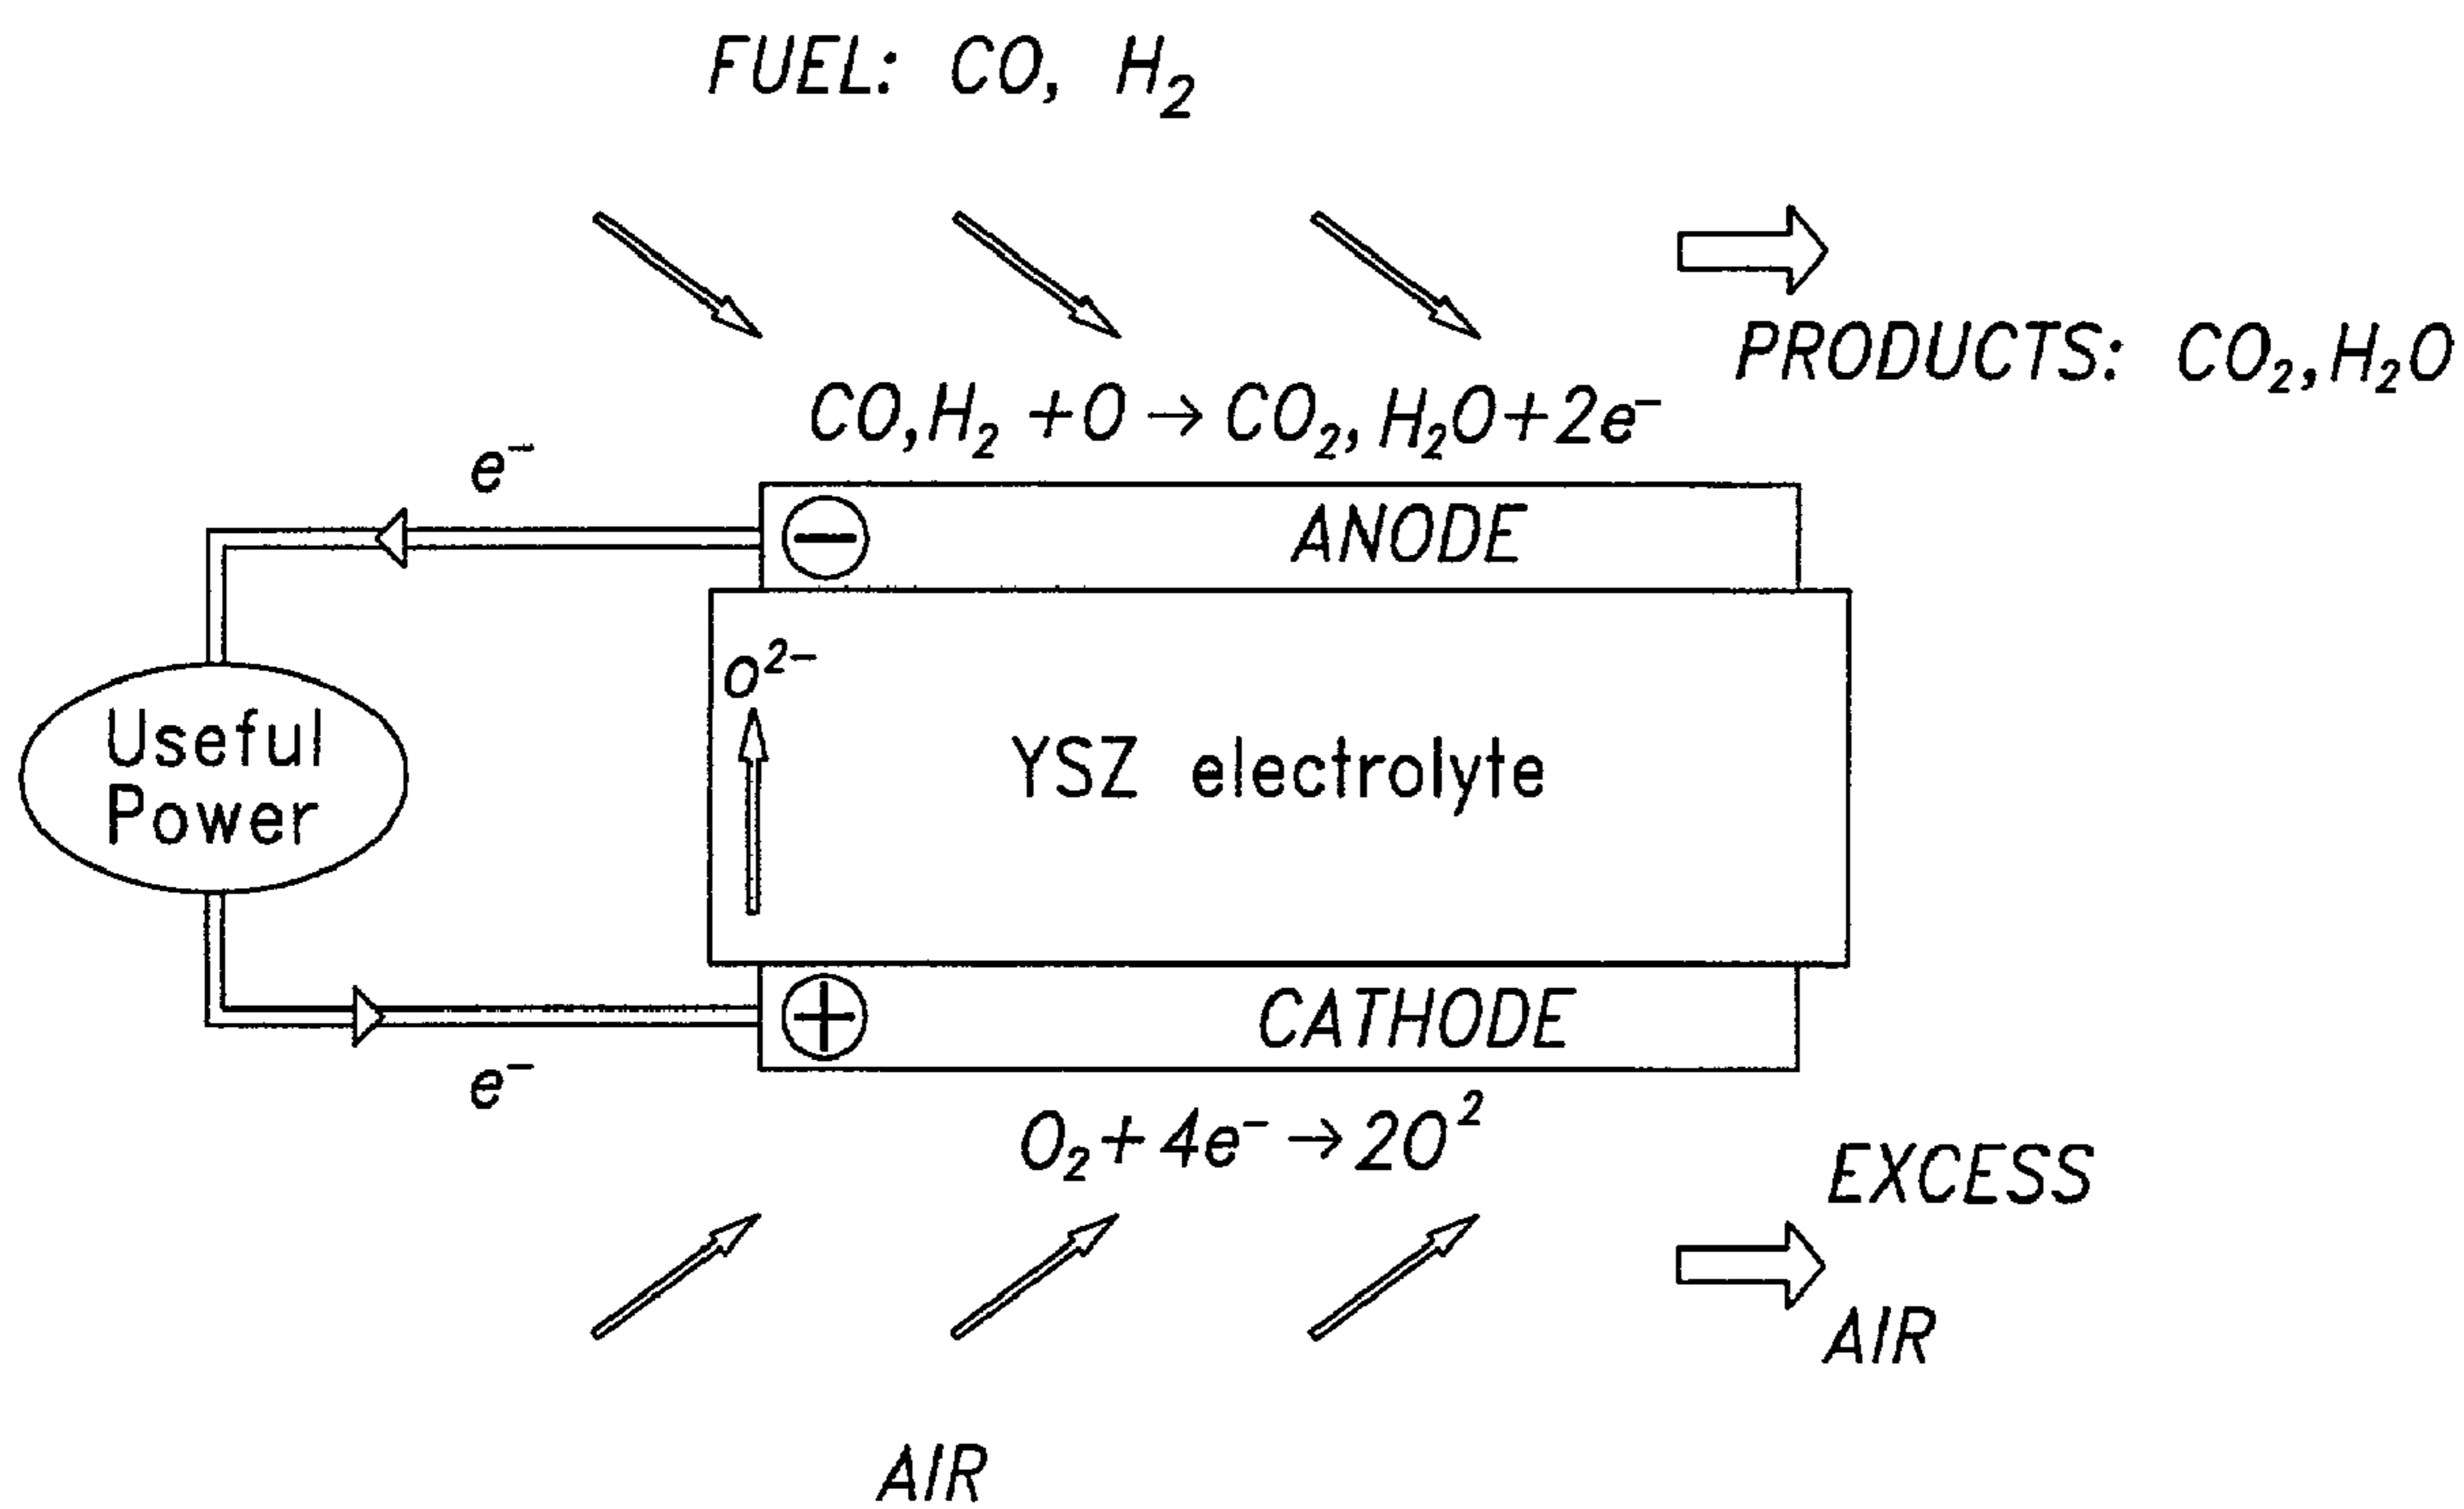 FUEL: CO, H₂
PRODUCTS: CO₂,H₂O
CO,H₂ +O → CO₂, H₂O+2e⁻
e⁻
ANODE
O²⁻
Useful
Power
YSZ electrolyte
CATHODE
e⁻
O₂+4e⁻→2O²
EXCESS
AIR
AIR